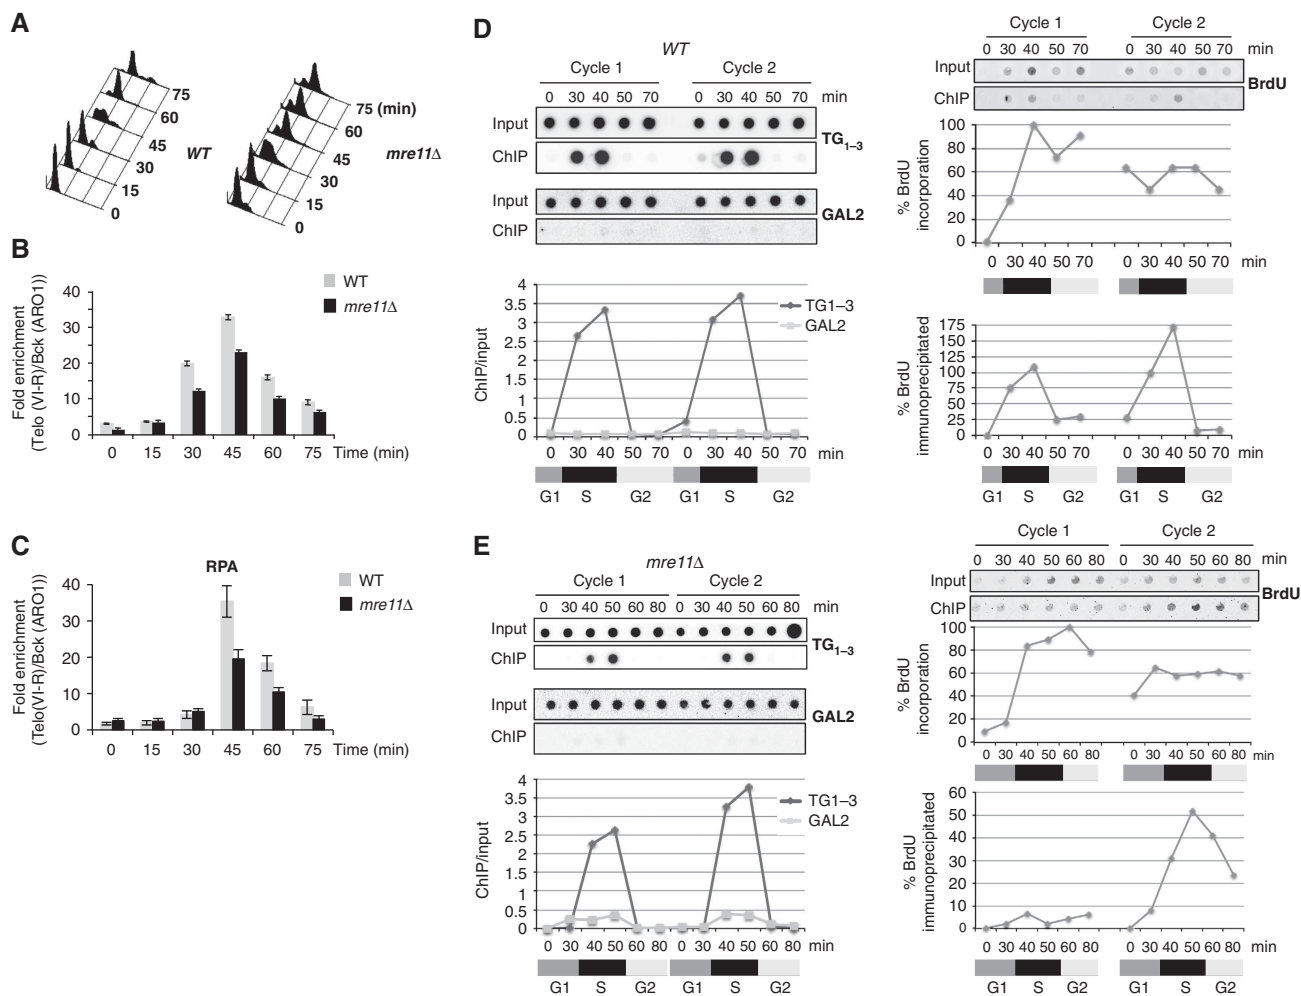 A
75
60
45
30
15
0
WT
75 (min)
60
45
30
15
0
mre11Δ
B
WT
mre11Δ
Fold enrichment
(Telo (VI-R)/Bck (ARO1))
40
30
20
10
0
0 15 30 45 60 75 Time (min)
C
RPA
WT
mre11Δ
Fold enrichment
(Telo(VI-R)/Bck (ARO1))
40
30
20
10
0
0 15 30 45 60 75 Time (min)
D
WT
Cycle 1 Cycle 2
0 30 40 50 70 0 30 40 50 70 min
Input
ChIP
TG1–3
Input
ChIP
GAL2
ChIP/input
4
3.5
3
2.5
2
1.5
1
0.5
0
TG1–3
GAL2
0 30 40 50 70 0 30 40 50 70 min
G1 S G2 G1 S G2
Cycle 1 Cycle 2
0 30 40 50 70 0 30 40 50 70 min
Input
ChIP
BrdU
% BrdU
incorporation
100
80
60
40
20
0
0 30 40 50 70 0 30 40 50 70 min
% BrdU
immunoprecipitated
175
150
125
100
75
50
25
0
0 30 40 50 70 0 30 40 50 70 min
G1 S G2 G1 S G2
E
mre11Δ
Cycle 1 Cycle 2
0 30 40 50 60 80 0 30 40 50 60 80 min
Input
ChIP
TG1–3
Input
ChIP
GAL2
ChIP/input
4
3.5
3
2.5
2
1.5
1
0.5
0
TG1–3
GAL2
0 30 40 50 60 80 0 30 40 50 60 80 min
G1 S G2 G1 S G2
Cycle 1 Cycle 2
0 30 40 50 60 80 0 30 40 50 60 80 min
Input
ChIP
BrdU
% BrdU
incorporation
100
80
60
40
20
0
0 30 40 50 60 80 0 30 40 50 60 80 min
% BrdU
immunoprecipitated
60
50
40
30
20
10
0
0 30 40 50 60 80 0 30 40 50 60 80 min
G1 S G2 G1 S G2